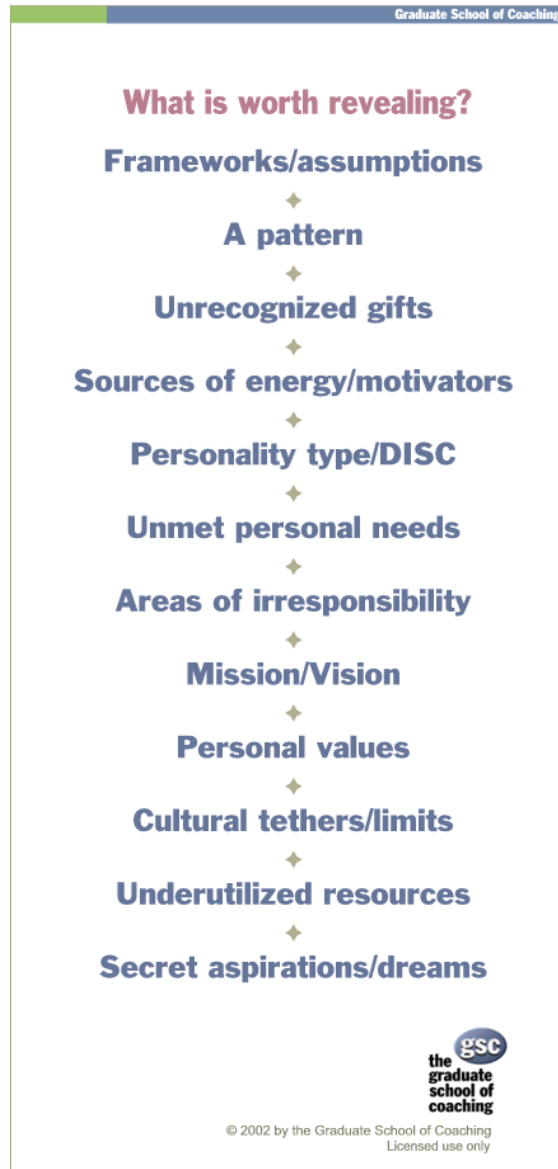 Graduate School of Coaching
What is worth revealing?
Frameworks/assumptions
A pattern
Unrecognized gifts
Sources of energy/motivators
Personality type/DISC
Unmet personal needs
Areas of irresponsibility
Mission/Vision
Personal values
Cultural tethers/limits
Underutilized resources
Secret aspirations/dreams
gsc
the
graduate
school of
coaching
© 2002 by the Graduate School of Coaching
Licensed use only